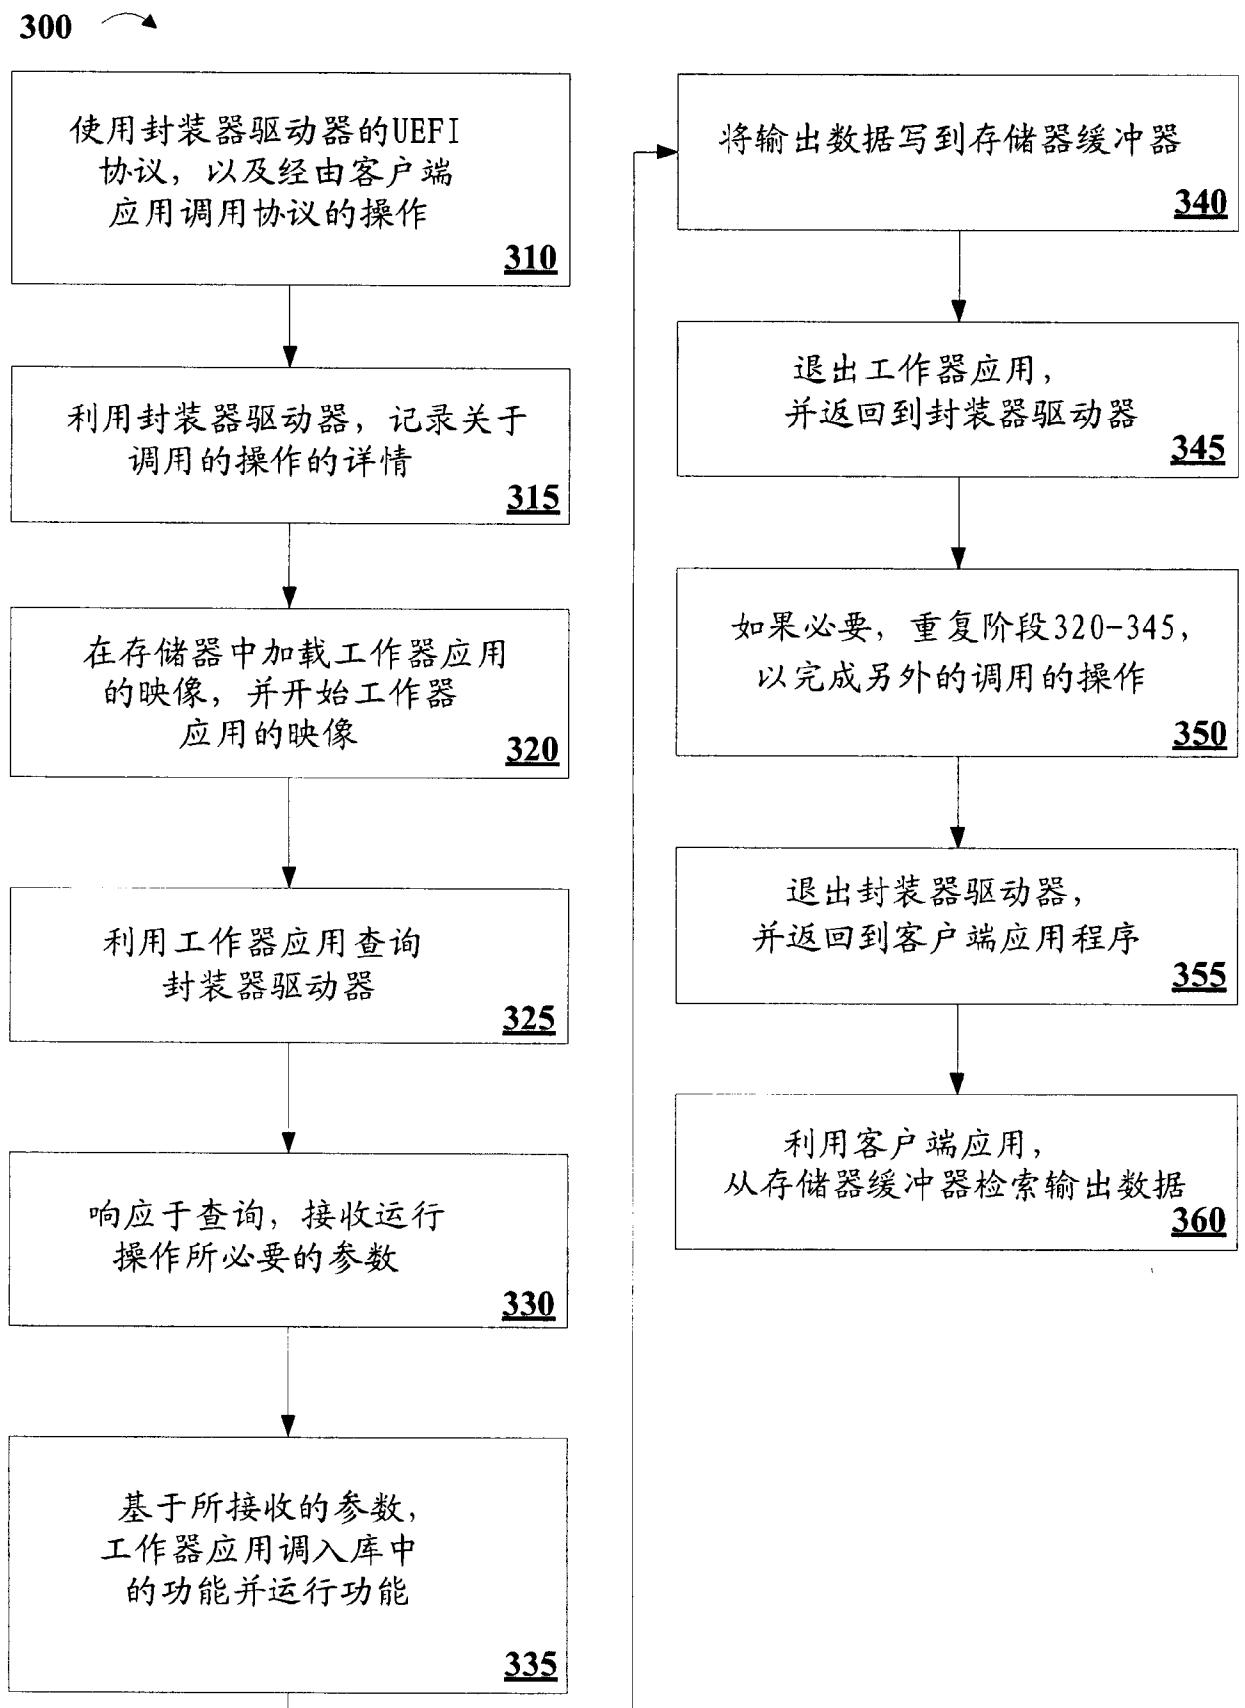 300
使用封装器驱动器的UEFI
协议，以及经由客户端
应用调用协议的操作
310
利用封装器驱动器，记录关于
调用的操作的详情
315
在存储器中加载工作器应用
的映像，并开始工作器
应用的映像
320
利用工作器应用查询
封装器驱动器
325
响应于查询，接收运行
操作所必要的参数
330
基于所接收的参数，
工作器应用调入库中
的功能并运行功能
335
将输出数据写到存储器缓冲器
340
退出工作器应用，
并返回到封装器驱动器
345
如果必要，重复阶段320-345，
以完成另外的调用的操作
350
退出封装器驱动器，
并返回到客户端应用程序
355
利用客户端应用，
从存储器缓冲器检索输出数据
360